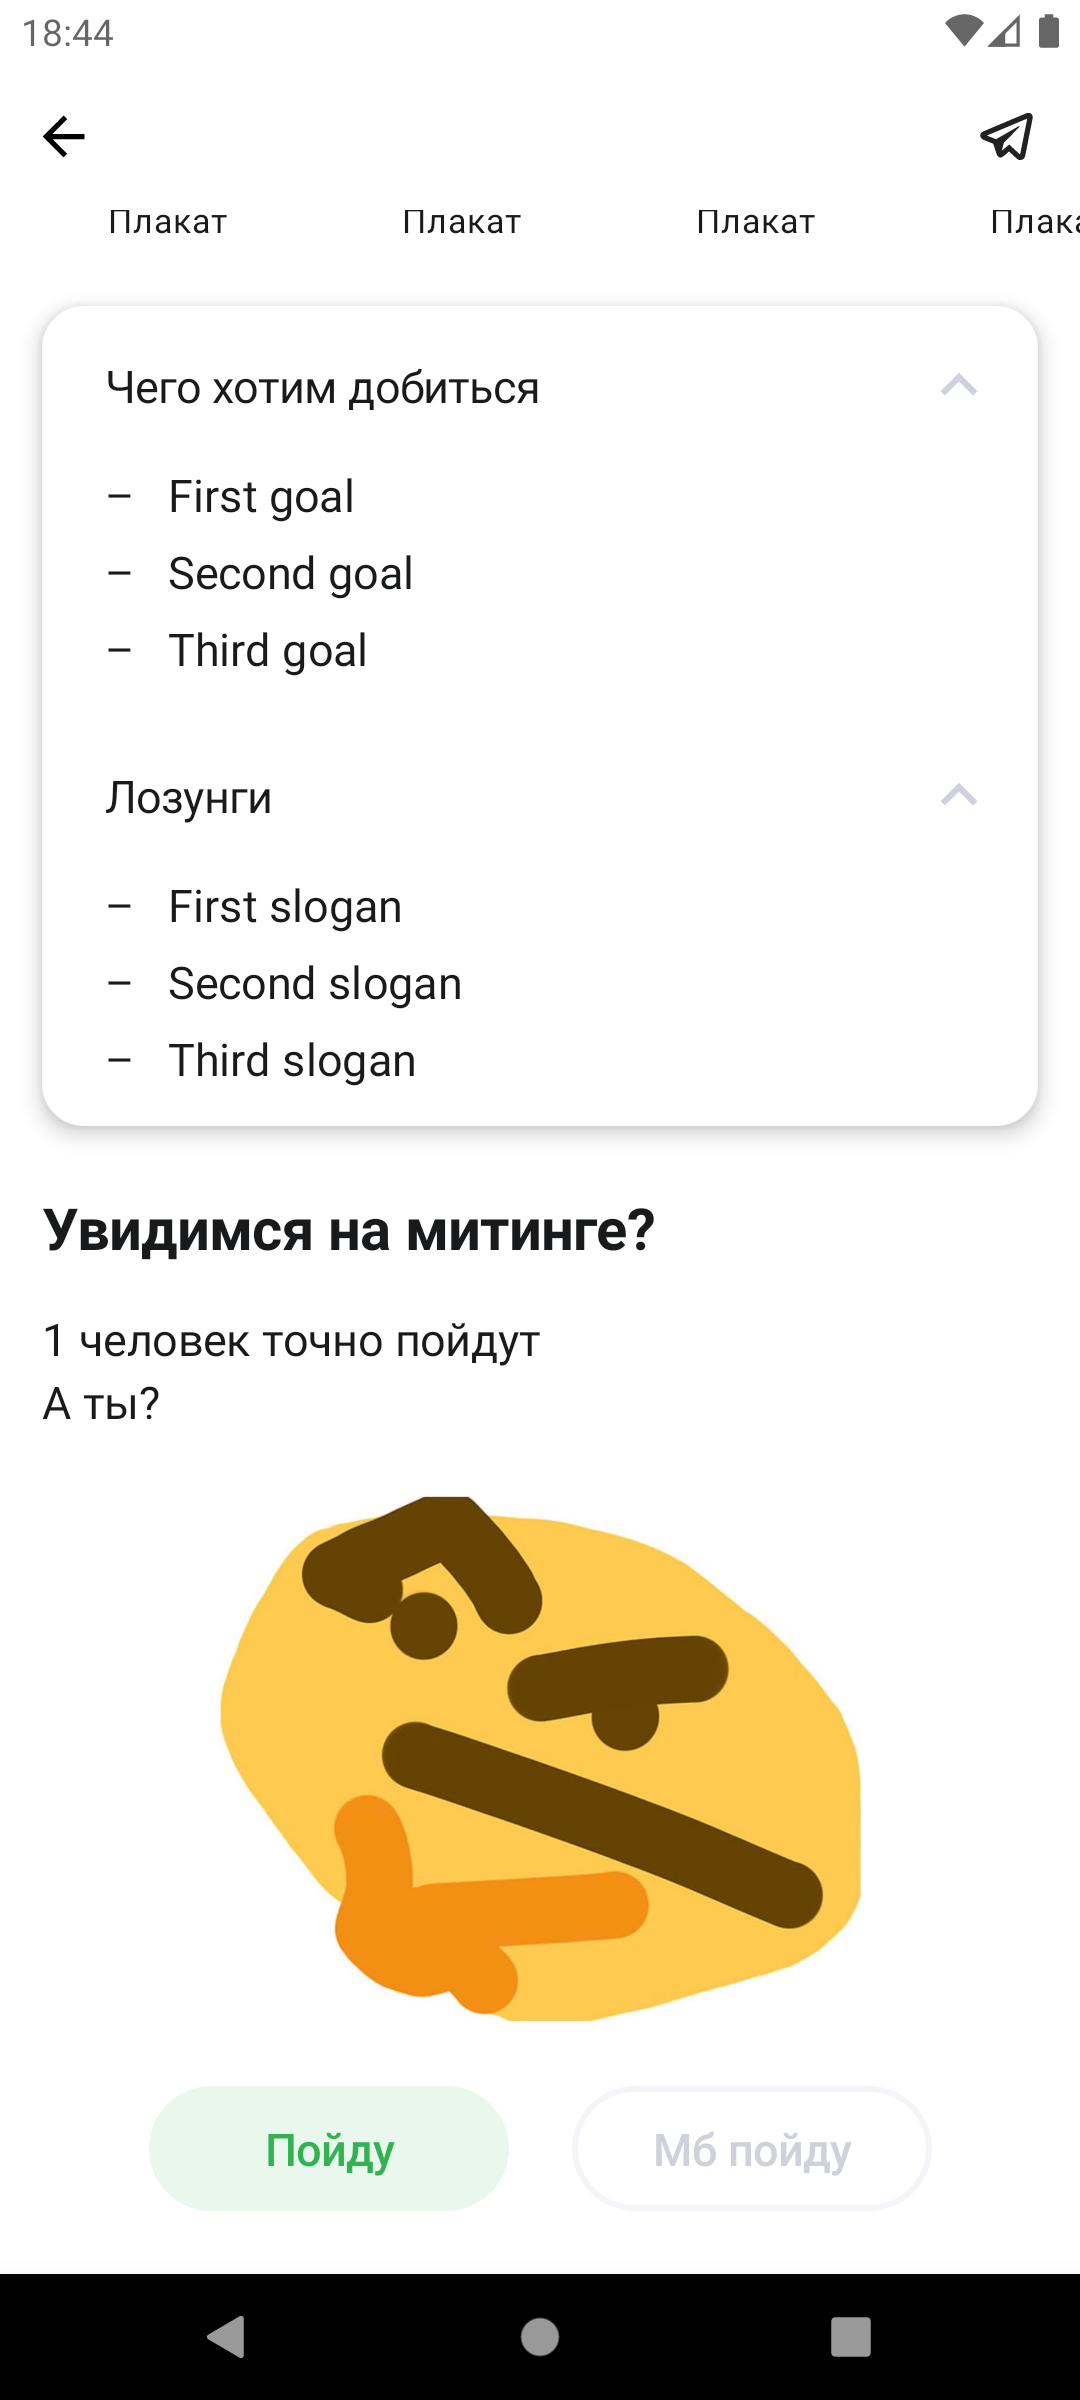 18:44
Плакат Плакат Плакат Плака
Чего хотим добиться
– First goal
– Second goal
– Third goal
Лозунги
– First slogan
– Second slogan
– Third slogan
Увидимся на митинге?
1 человек точно пойдут
А ты?
Пойду Мб пойду